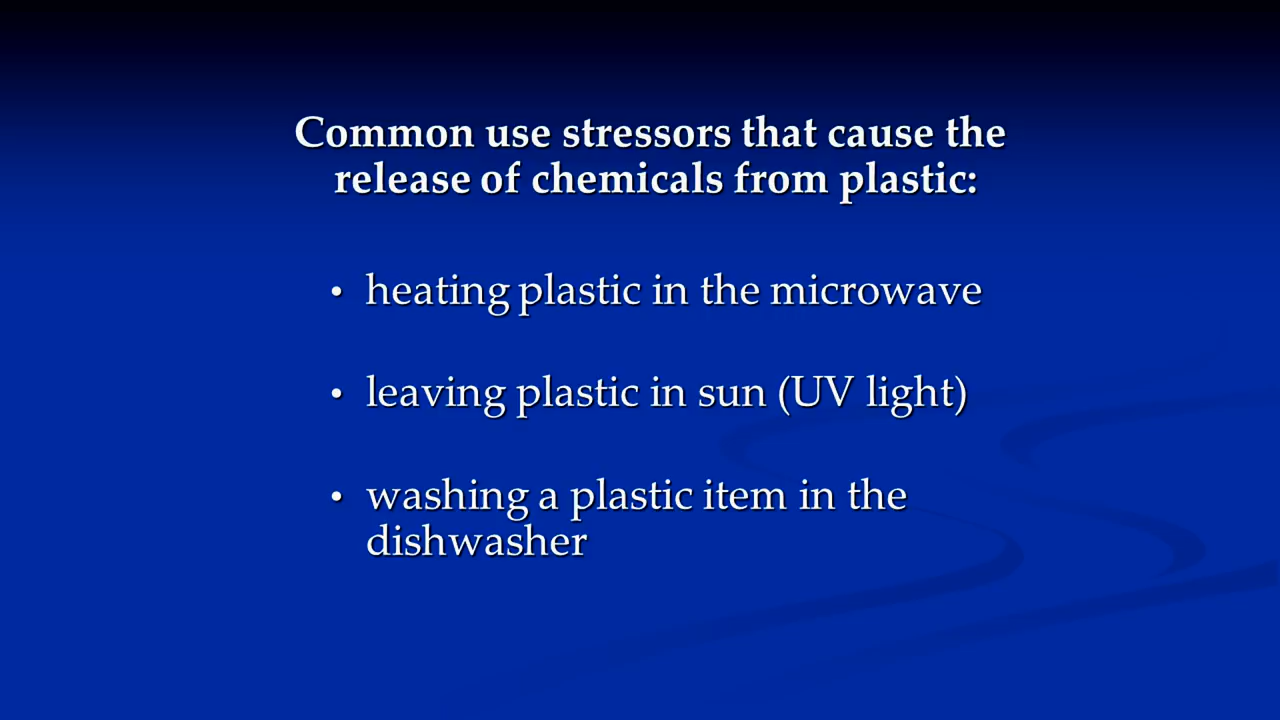 Common use stressors that cause the
release of chemicals from plastic:
• heating plastic in the microwave
• leaving plastic in sun (UV light)
• washing a plastic item in the
dishwasher